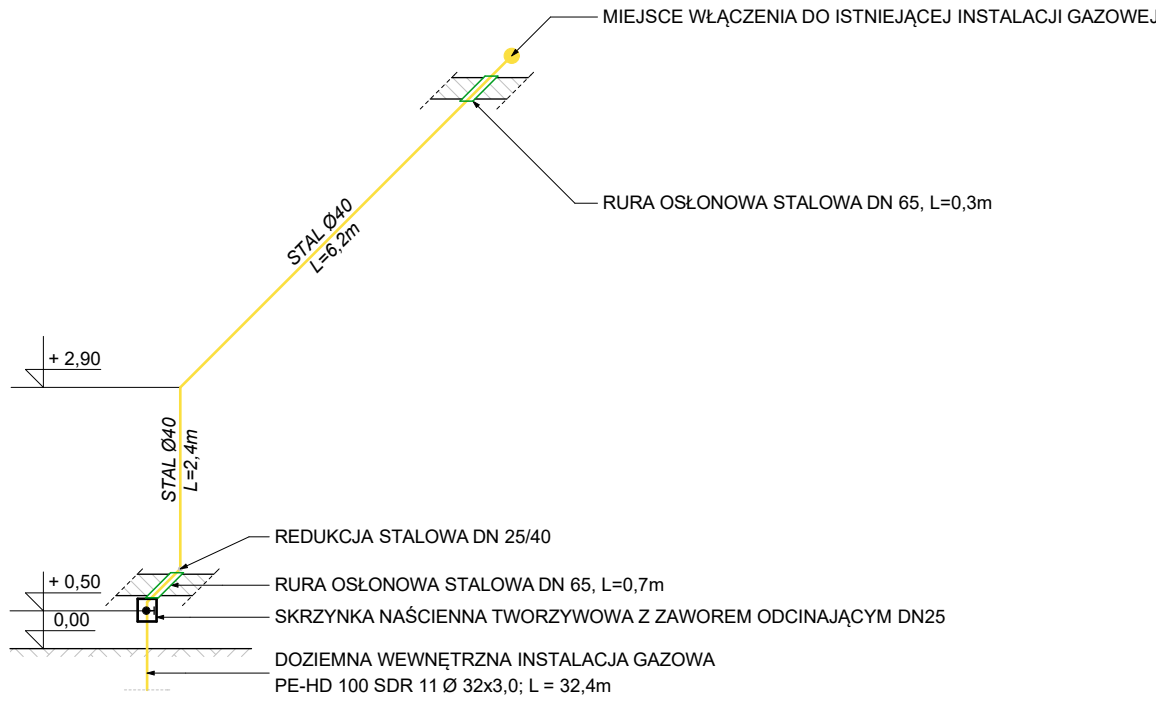 MIEJSCE WŁĄCZENIA DO ISTNIEJĄCEJ INSTALACJI GAZOWEJ
RURA OSŁONOWA STALOWA DN 65, L=0,3m
STAL Ø40
L=6,2m
+ 2,90
STAL Ø40
L=2,4m
REDUKCJA STALOWA DN 25/40
+ 0,50
RURA OSŁONOWA STALOWA DN 65, L=0,7m
0,00
SKRZYNKA NAŚCIENNA TWORZYWOWA Z ZAWOREM ODCINAJĄCYM DN25
DOZIEMNA WEWNĘTRZNA INSTALACJA GAZOWA
PE-HD 100 SDR 11 Ø 32x3,0; L = 32,4m